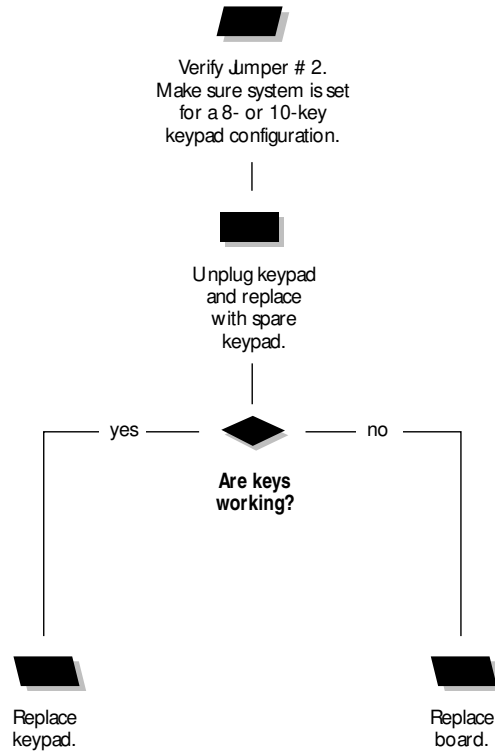 Verify Jumper # 2.
Make sure system is set
for a 8- or 10-key
keypad configuration.
Unplug keypad
and replace
with spare
keypad.
yes
no
Are keys
working?
Replace
keypad.
Replace
board.